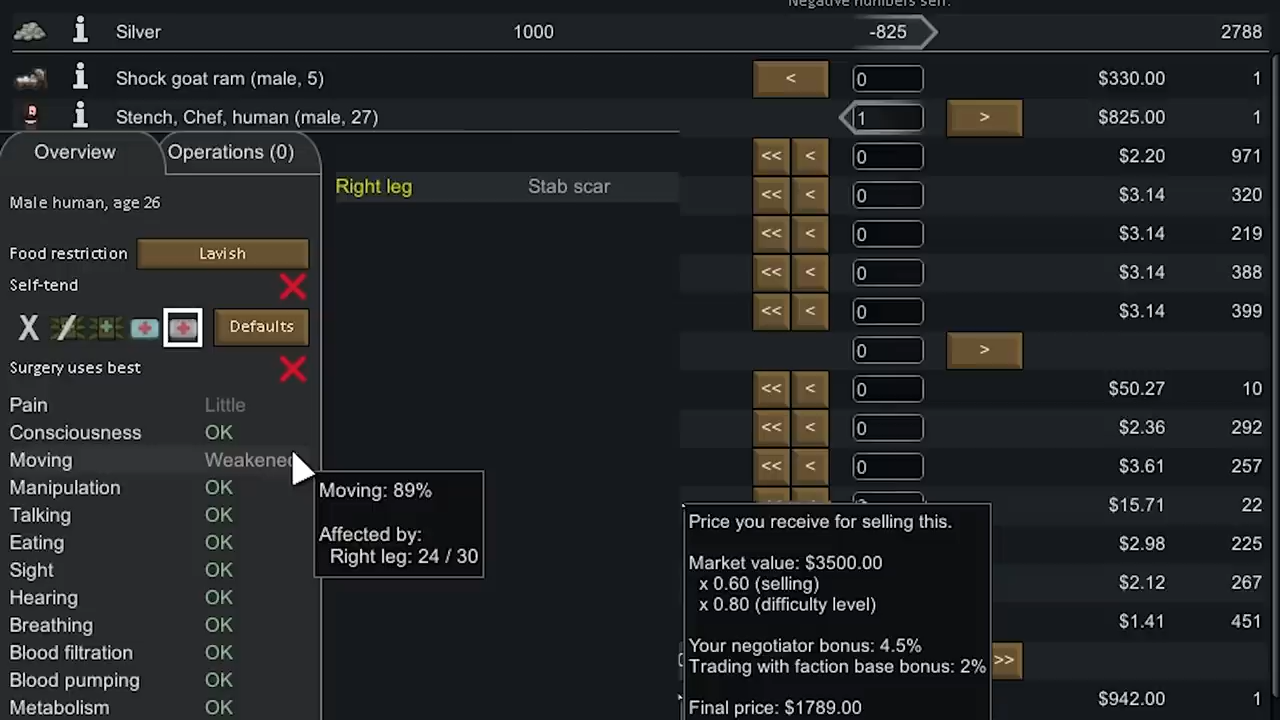 Negative numbers sell.
Silver 1000 -825 2788
Shock goat ram (male, 5) < 0 $330.00 1
Stench, Chef, human (male, 27) 1 > $825.00 1
Overview Operations (0)
<< < 0 $2.20 971
Right leg Stab scar
<< < 0 $3.14 320
Male human, age 26
<< < 0 $3.14 219
Food restriction Lavish
<< < 0 $3.14 388
Self-tend
<< < 0 $3.14 399
Defaults
0 >
Surgery uses best
<< < 0 $50.27 10
Pain Little
<< < 0 $2.36 292
Consciousness OK
Moving Weakened
<< < 0 $3.61 257
Manipulation OK
Moving: 89%
$15.71 22
Talking OK
Price you receive for selling this.
Affected by:
Eating OK
$2.98 225
Right leg: 24 / 30
Sight OK
Market value: $3500.00
x 0.60 (selling)
$2.12 267
Hearing OK
x 0.80 (difficulty level)
Breathing OK
$1.41 451
Blood filtration OK
Your negotiator bonus: 4.5%
>>
Trading with faction base bonus: 2%
Blood pumping OK
$942.00 1
Metabolism OK
Final price: $1789.00